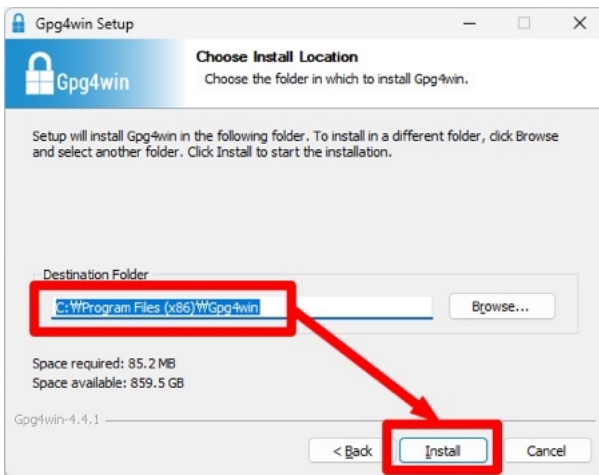 Gpg4win Setup
Gpg4win
Choose Install Location
Choose the folder in which to install Gpg4win.
Setup will install Gpg4win in the following folder. To install in a different folder, click Browse
and select another folder. Click Install to start the installation.
Destination Folder
C:₩Program Files (x86)₩Gpg4win
Browse...
Space required: 85.2 MB
Space available: 859.5 GB
Gpg4win-4.4.1
< Back
Install
Cancel